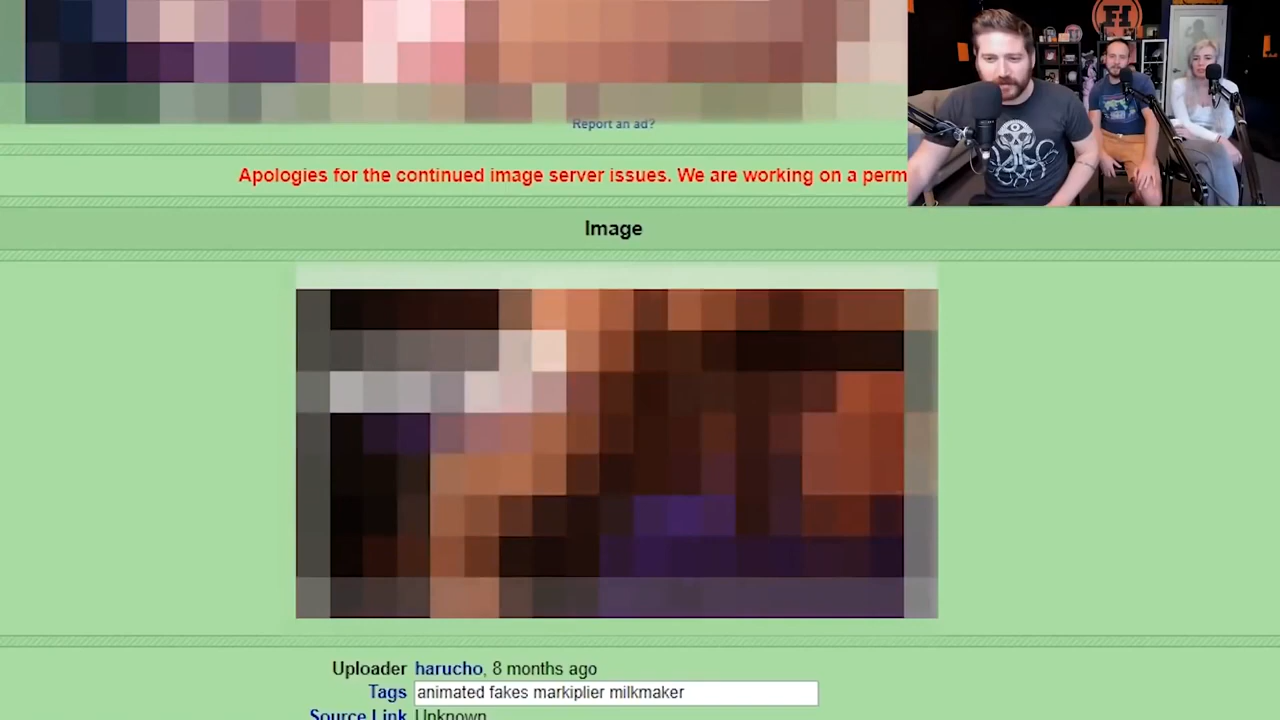 Report an ad?
Apologies for the continued image server issues. We are working on a perm
Image
Uploader harucho, 8 months ago
Tags animated fakes markiplier milkmaker
Source Link Unknown